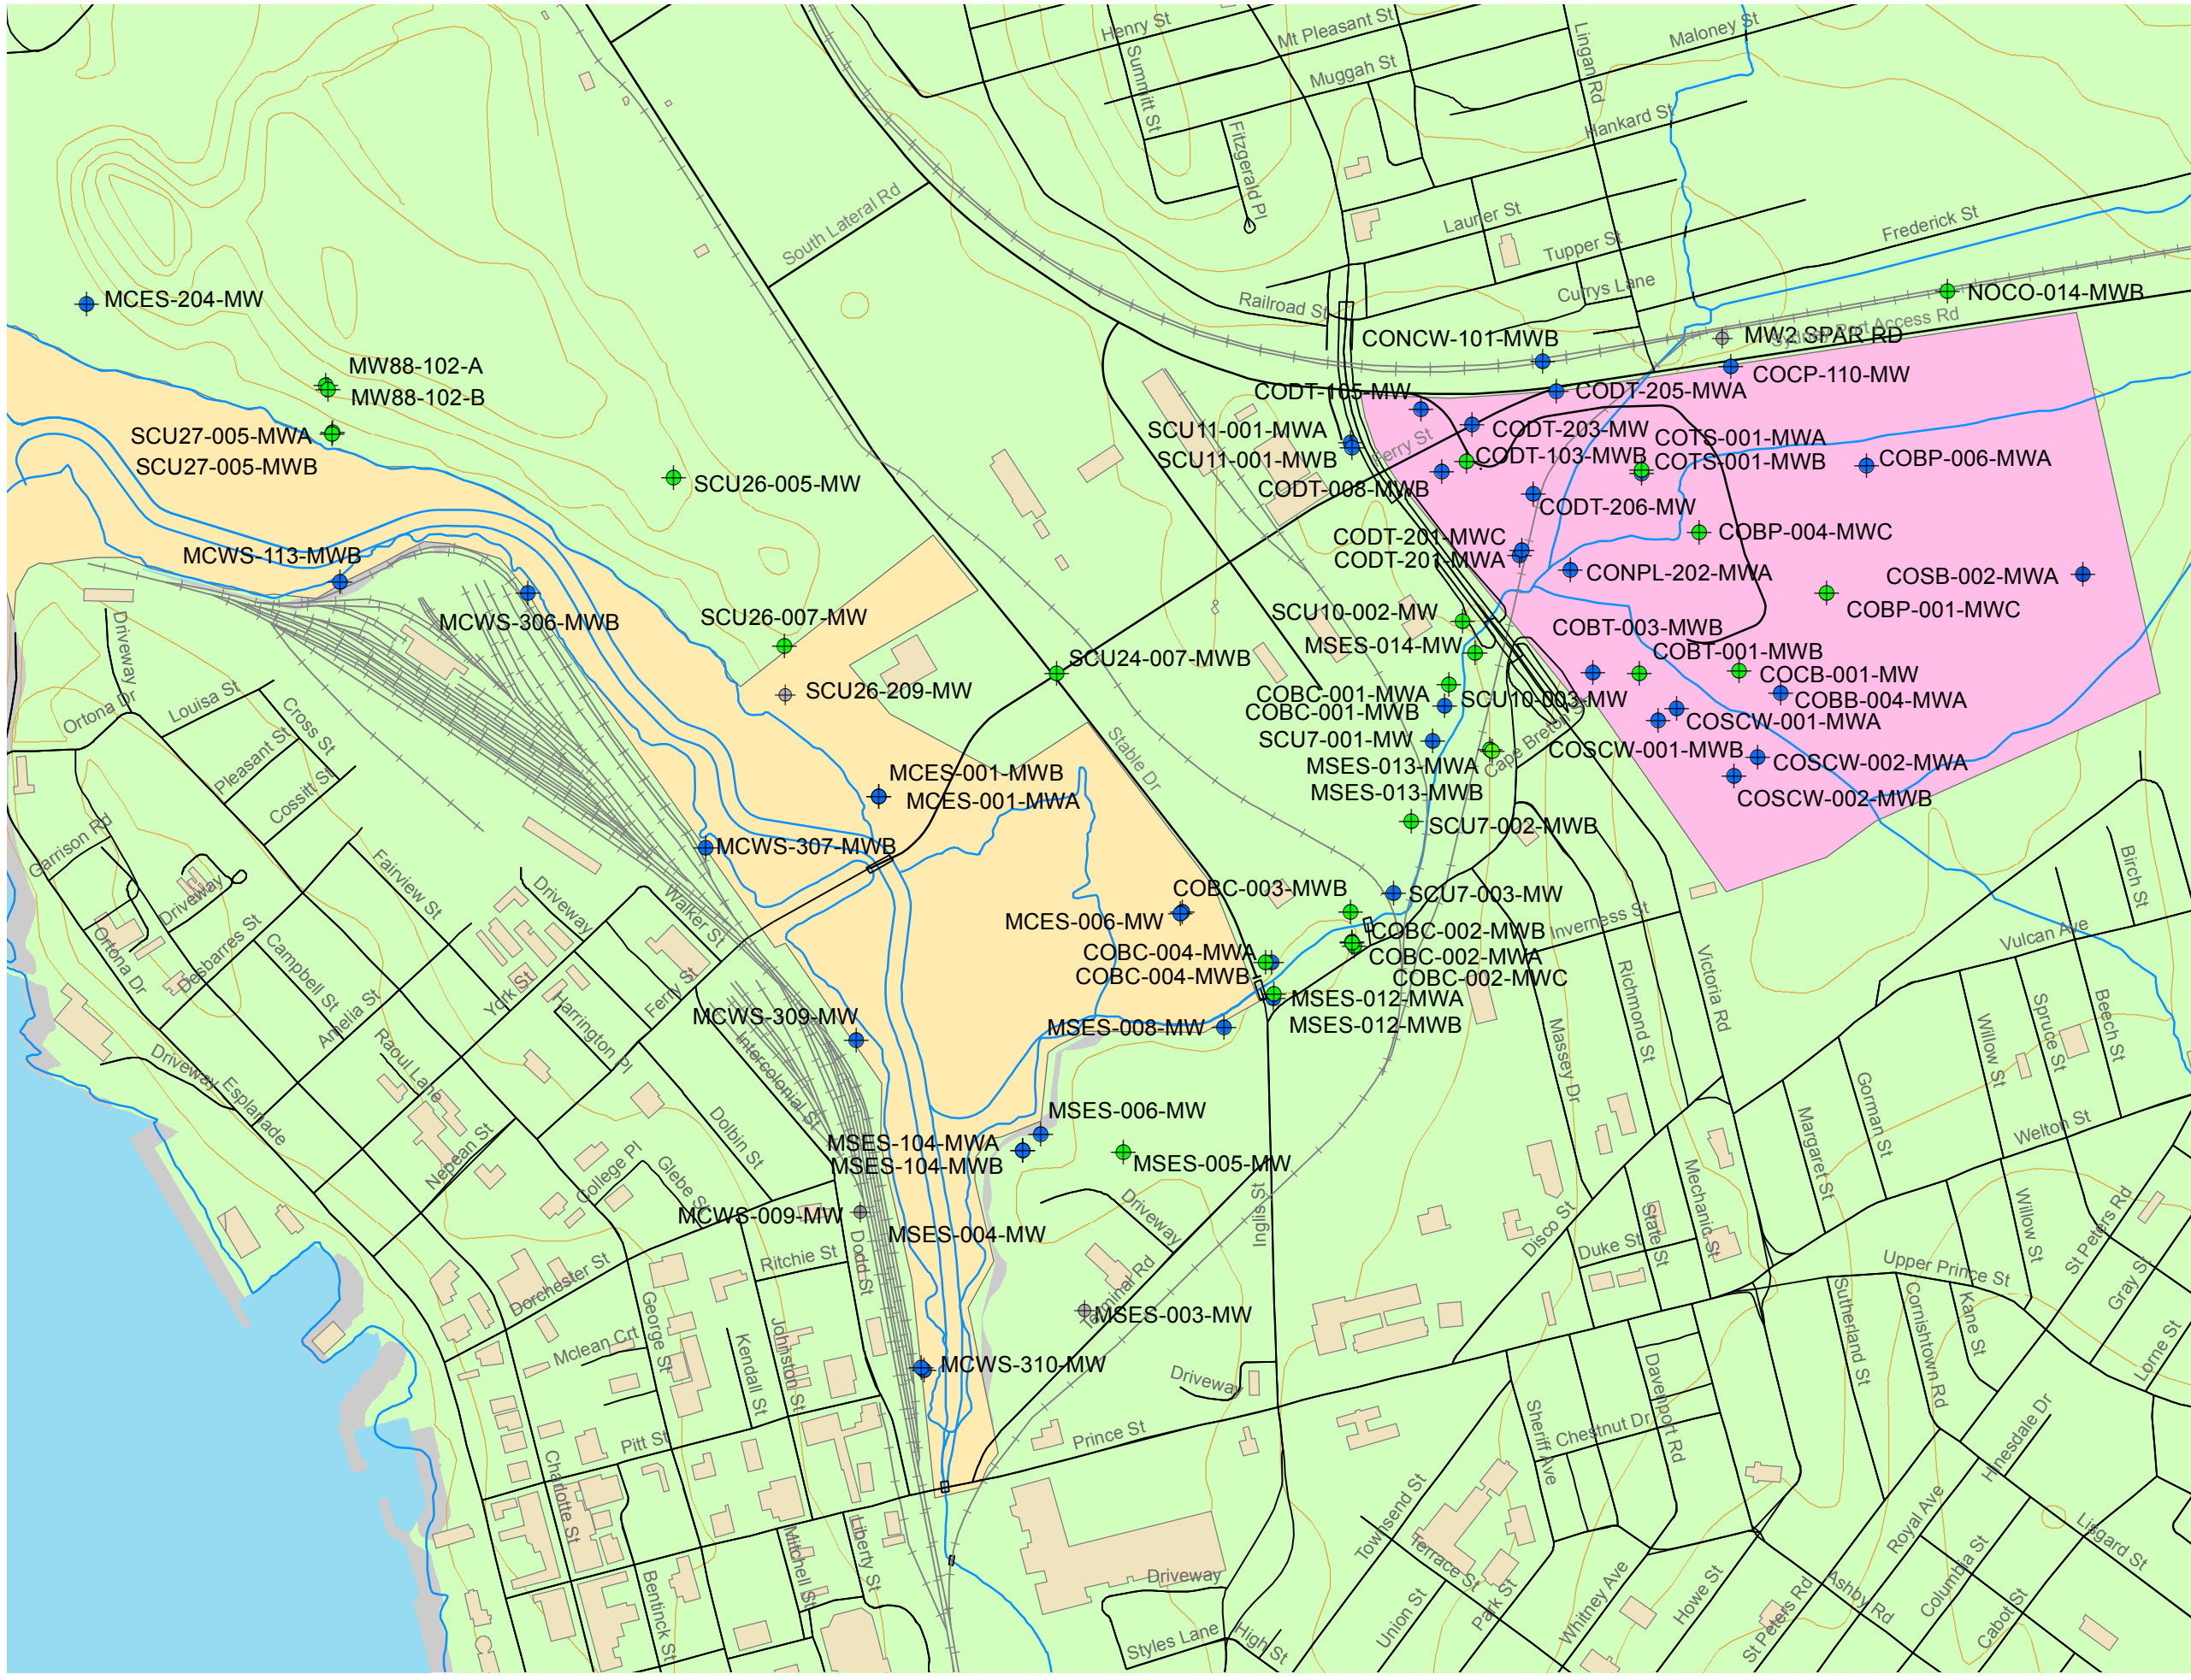 Henry St
Mt Pleasant St
Maloney St
Summitt St
Lingan Rd
Muggah St
Hankard St
Fitzgerald Pl
South Lateral Rd
Laurier St
Tupper St
Frederick St
Currys Lane
Railroad St
MCES-204-MW
NOCO-014-MWB
CONCW-101-MWB
MW2 SPAR RD
Sydney Port Access Rd
MW88-102-A
COCP-110-MW
MW88-102-B
CODT-105-MW
CODT-205-MWA
SCU27-005-MWA
SCU11-001-MWA
CODT-203-MW
COTS-001-MWA
SCU27-005-MWB
Ferry St
SCU11-001-MWB
CODT-103-MWB
COTS-001-MWB
COBP-006-MWA
SCU26-005-MW
CODT-008-MWB
CODT-206-MW
COBP-004-MWC
CODT-201-MWC
MCWS-113-MWB
CODT-201-MWA
CONPL-202-MWA
COSB-002-MWA
COBP-001-MWC
MCWS-306-MWB
SCU26-007-MW
SCU10-002-MW
COBT-003-MWB
MSES-014-MW
COBT-001-MWB
Driveway
SCU24-007-MWB
COCB-001-MW
SCU26-209-MW
COBC-001-MWA
SCU10-003-MW
COBB-004-MWA
Louisa St
Ortona Dr
COBC-001-MWB
COSCW-001-MWA
Cross St
Pleasant St
Stable Dr
SCU7-001-MW
Cape Breton St
COSCW-001-MWB
COSCW-002-MWA
MCES-001-MWB
MSES-013-MWA
Cossitt St
MCES-001-MWA
MSES-013-MWB
COSCW-002-MWB
SCU7-002-MWB
Garrison Rd
MCWS-307-MWB
Fairview St
Birch St
Driveway
Driveway
Walker St
COBC-003-MWB
SCU7-003-MW
MCES-006-MW
Inverness St
COBC-002-MWB
Vulcan Ave
Ortona Dr
Desbarres St
Campbell St
COBC-004-MWA
COBC-002-MWA
COBC-004-MWB
COBC-002-MWC
York St
Ferry St
Amelia St
Harrington Pl
MCWS-309-MW
MSES-012-MWA
MSES-008-MW
MSES-012-MWB
Richmond St
Victoria Rd
Willow St
Spruce St
Beech St
Massey Dr
Driveway
Esplanade
Raoul Lane
Intercolonial St
Dolbin St
Gorman St
Margaret St
Welton St
MSES-006-MW
MSES-104-MWA
MSES-104-MWB
MSES-005-MW
Nepean St
College Pl
Glebe St
Mechanic St
MCWS-009-MW
Driveway
Inglis St
MSES-004-MW
Disco St
State St
Duke St
Willow St
St Peters Rd
Dodd St
Ritchie St
Terminal Rd
Dorchester St
Upper Prince St
Gray St
MSES-003-MW
George St
Mclean Crt
Johnston St
Kendall St
Sutherland St
Cornishtown Rd
Kane St
Lorne St
MCWS-310-MW
Driveway
Davenport Rd
Sheriff Ave
Chestnut Dr
Prince St
Pitt St
Charlotte St
Hinesdale Dr
Townsend St
Royal Ave
Lisgard St
Liberty St
Mitchell St
Bentinck St
Driveway
Terrace St
Union St
Park St
Whitney Ave
Howe St
St Peters Rd
Ashby Rd
Columbia St
Cabot St
Styles Lane
High St